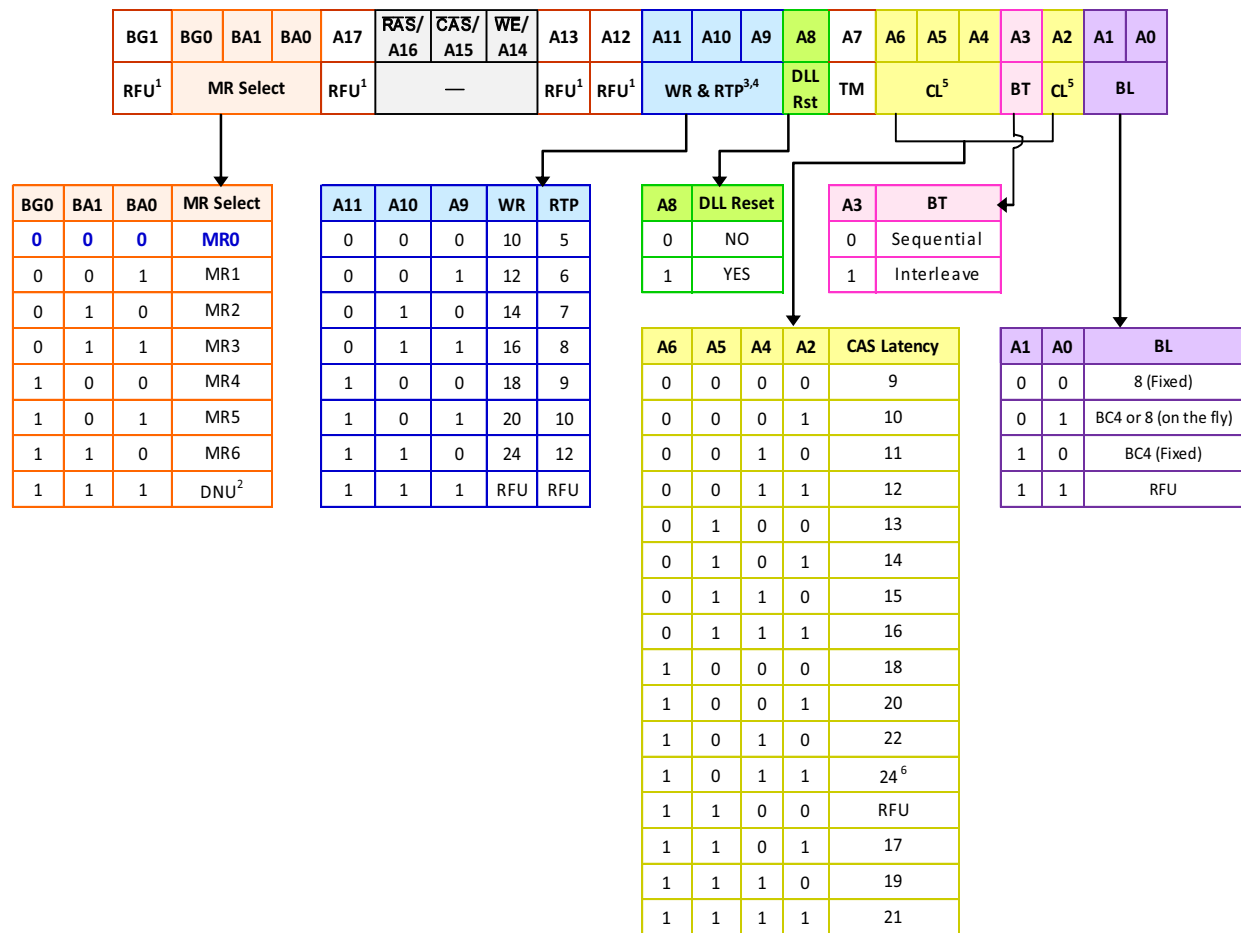 BG1 BG0 BA1 BA0 A17 RAS/ A16 CAS/ A15 WE/ A14 A13 A12 A11 A10 A9 A8 A7 A6 A5 A4 A3 A2 A1 A0
RFU1 MR Select RFU1 — RFU1 RFU1 WR & RTP3,4 DLL Rst TM CL5 BT CL5 BL
BG0 BA1 BA0 MR Select
0 0 0 MR0
0 0 1 MR1
0 1 0 MR2
0 1 1 MR3
1 0 0 MR4
1 0 1 MR5
1 1 0 MR6
1 1 1 DNU2
A11 A10 A9 WR RTP
0 0 0 10 5
0 0 1 12 6
0 1 0 14 7
0 1 1 16 8
1 0 0 18 9
1 0 1 20 10
1 1 0 24 12
1 1 1 RFU RFU
A8 DLL Reset
0 NO
1 YES
A3 BT
0 Sequential
1 Interleave
A6 A5 A4 A2 CAS Latency
0 0 0 0 9
0 0 0 1 10
0 0 1 0 11
0 0 1 1 12
0 1 0 0 13
0 1 0 1 14
0 1 1 0 15
0 1 1 1 16
1 0 0 0 18
1 0 0 1 20
1 0 1 0 22
1 0 1 1 24 6
1 1 0 0 RFU
1 1 0 1 17
1 1 1 0 19
1 1 1 1 21
A1 A0 BL
0 0 8 (Fixed)
0 1 BC4 or 8 (on the fly)
1 0 BC4 (Fixed)
1 1 RFU